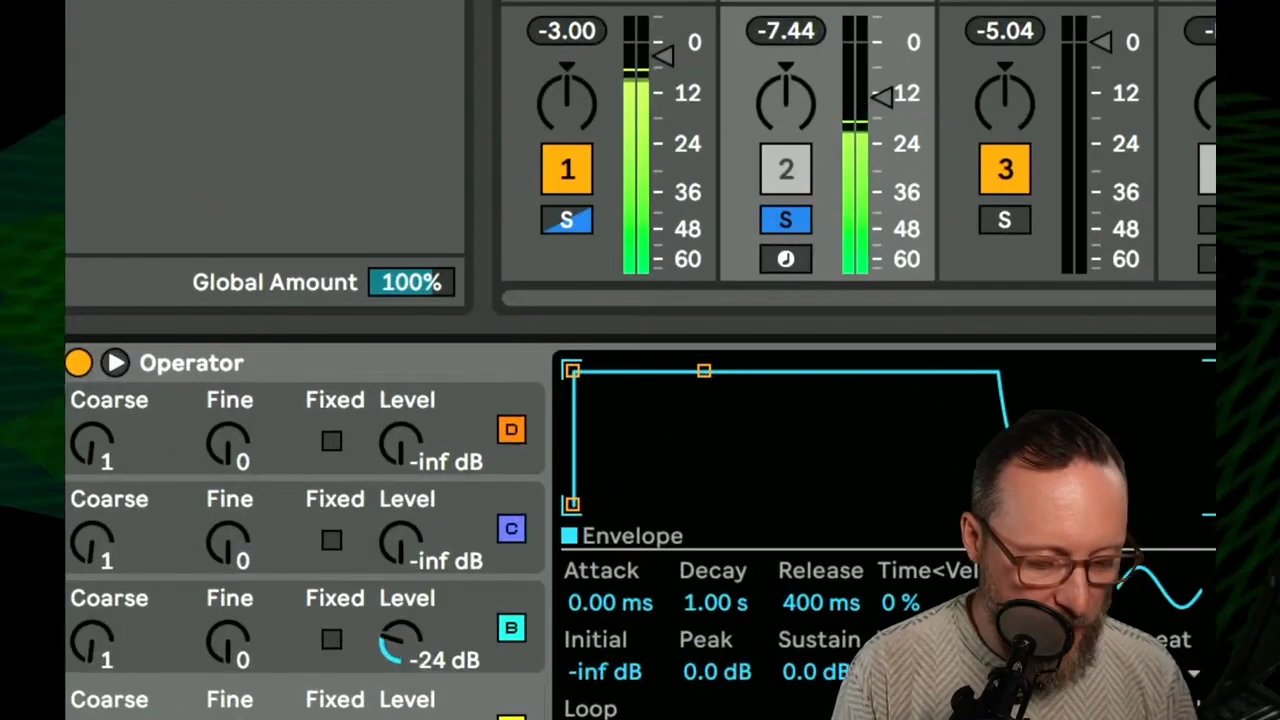 -3.00 -7.44 -5.04
0 0 0
12 12 12
1 24 2 24 3 24
36 36 36
S 48 S 48 S 48
60 60 60
Global Amount 100%
Operator
Coarse Fine Fixed Level D
1 0 -inf dB
Coarse Fine Fixed Level C
1 0 -inf dB
Coarse Fine Fixed Level B
1 0 -24 dB
Coarse Fine Fixed Level
Envelope
Attack Decay Release Time<Vel
0.00 ms 1.00 s 400 ms 0 %
Initial Peak Sustain
-inf dB 0.0 dB 0.0 dB
Loop